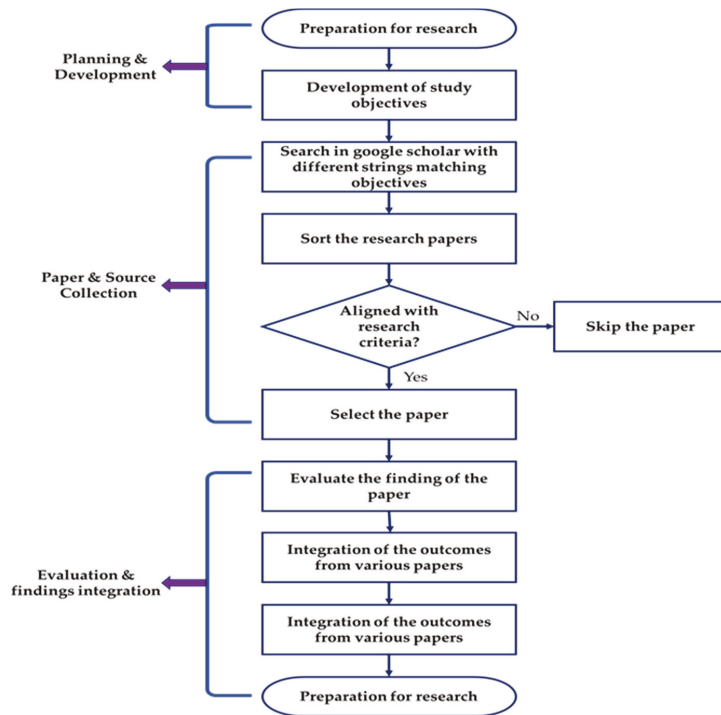 Preparation for research
Planning &
Development
Development of study
objectives
Search in google scholar with
different strings matching
objectives
Sort the research papers
Paper & Source
Collection
Aligned with
research
criteria?
No
Skip the paper
Yes
Select the paper
Evaluate the finding of the
paper
Integration of the outcomes
from various papers
Evaluation &
findings integration
Integration of the outcomes
from various papers
Preparation for research